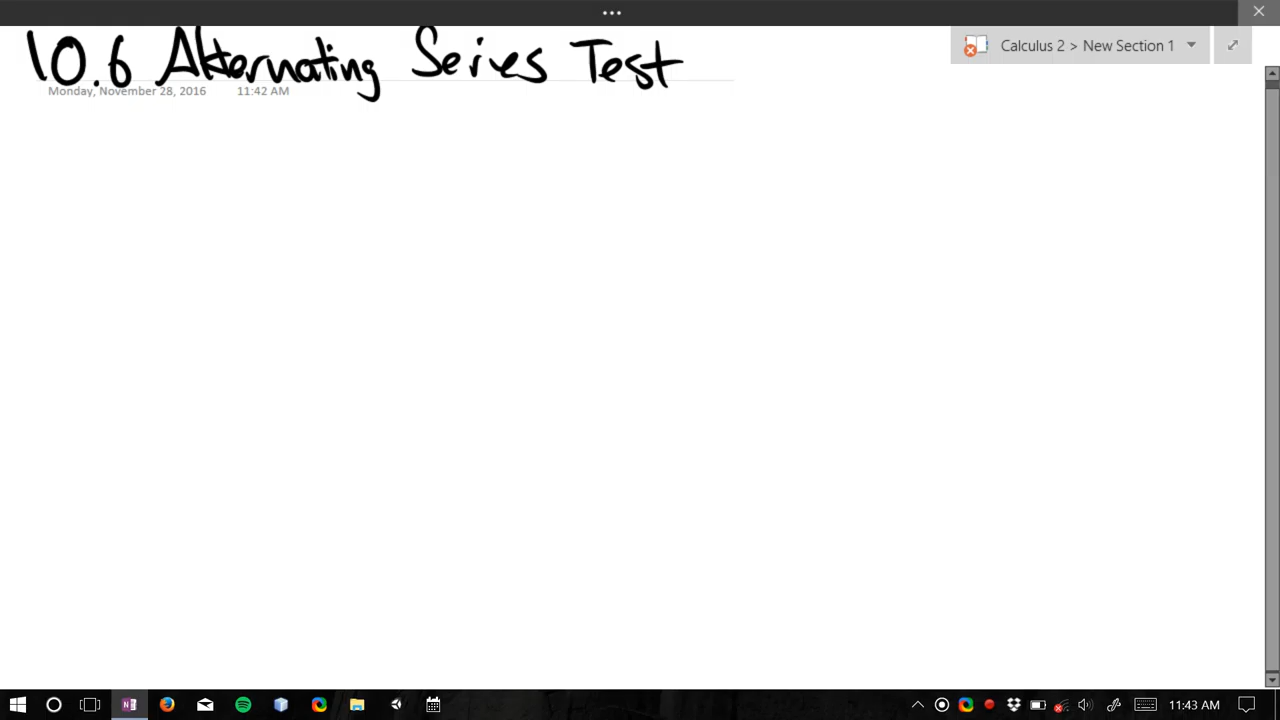 10.6 Alternating Series Test
Calculus 2 > New Section 1
Monday, November 28, 2016 11:42 AM
11:43 AM